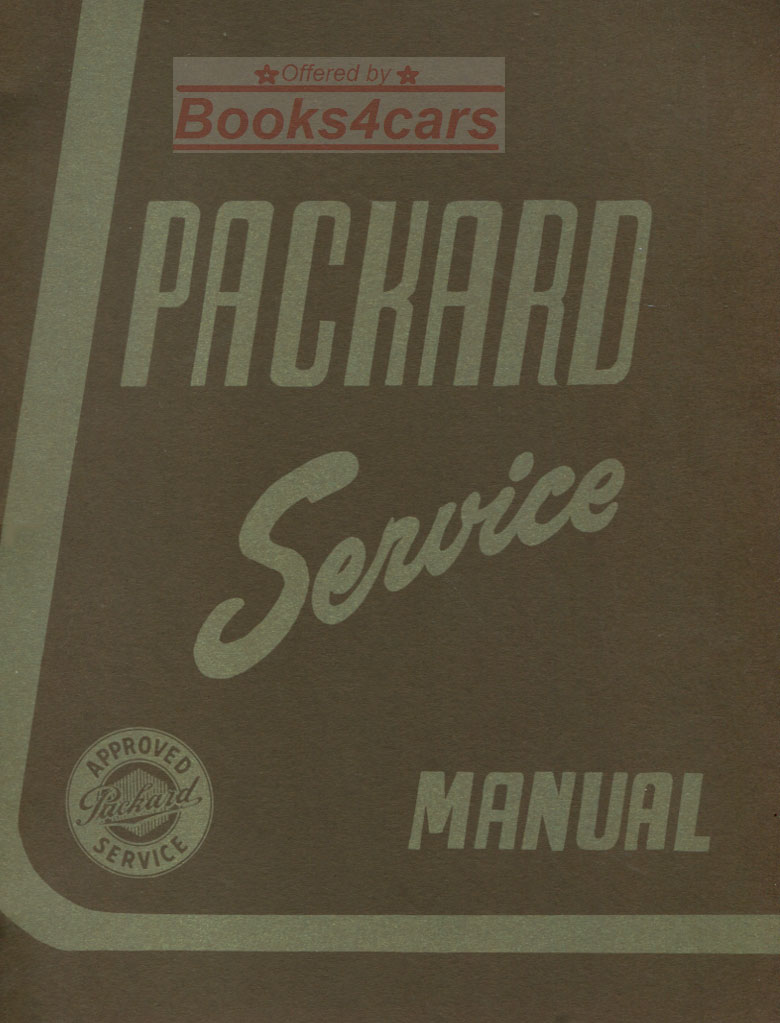 Offered by
Books4cars
PACKARD
Service
APPROVED
Packard
SERVICE
MANUAL